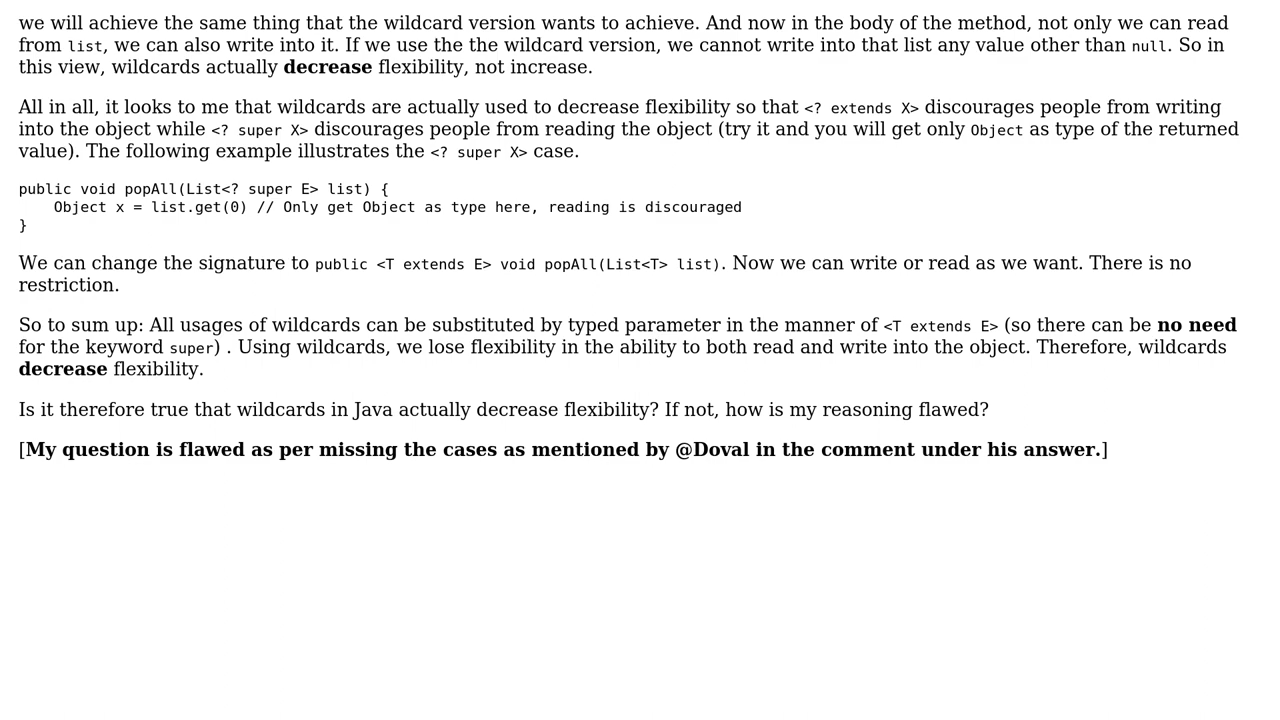 we will achieve the same thing that the wildcard version wants to achieve. And now in the body of the method, not only we can read
from list, we can also write into it. If we use the the wildcard version, we cannot write into that list any value other than null. So in
this view, wildcards actually decrease flexibility, not increase.
All in all, it looks to me that wildcards are actually used to decrease flexibility so that <? extends X> discourages people from writing
into the object while <? super X> discourages people from reading the object (try it and you will get only Object as type of the returned
value). The following example illustrates the <? super X> case.
public void popAll(List<? super E> list) {
    Object x = list.get(0) // Only get Object as type here, reading is discouraged
}
We can change the signature to public <T extends E> void popAll(List<T> list). Now we can write or read as we want. There is no
restriction.
So to sum up: All usages of wildcards can be substituted by typed parameter in the manner of <T extends E> (so there can be no need
for the keyword super) . Using wildcards, we lose flexibility in the ability to both read and write into the object. Therefore, wildcards
decrease flexibility.
Is it therefore true that wildcards in Java actually decrease flexibility? If not, how is my reasoning flawed?
[My question is flawed as per missing the cases as mentioned by @Doval in the comment under his answer.]